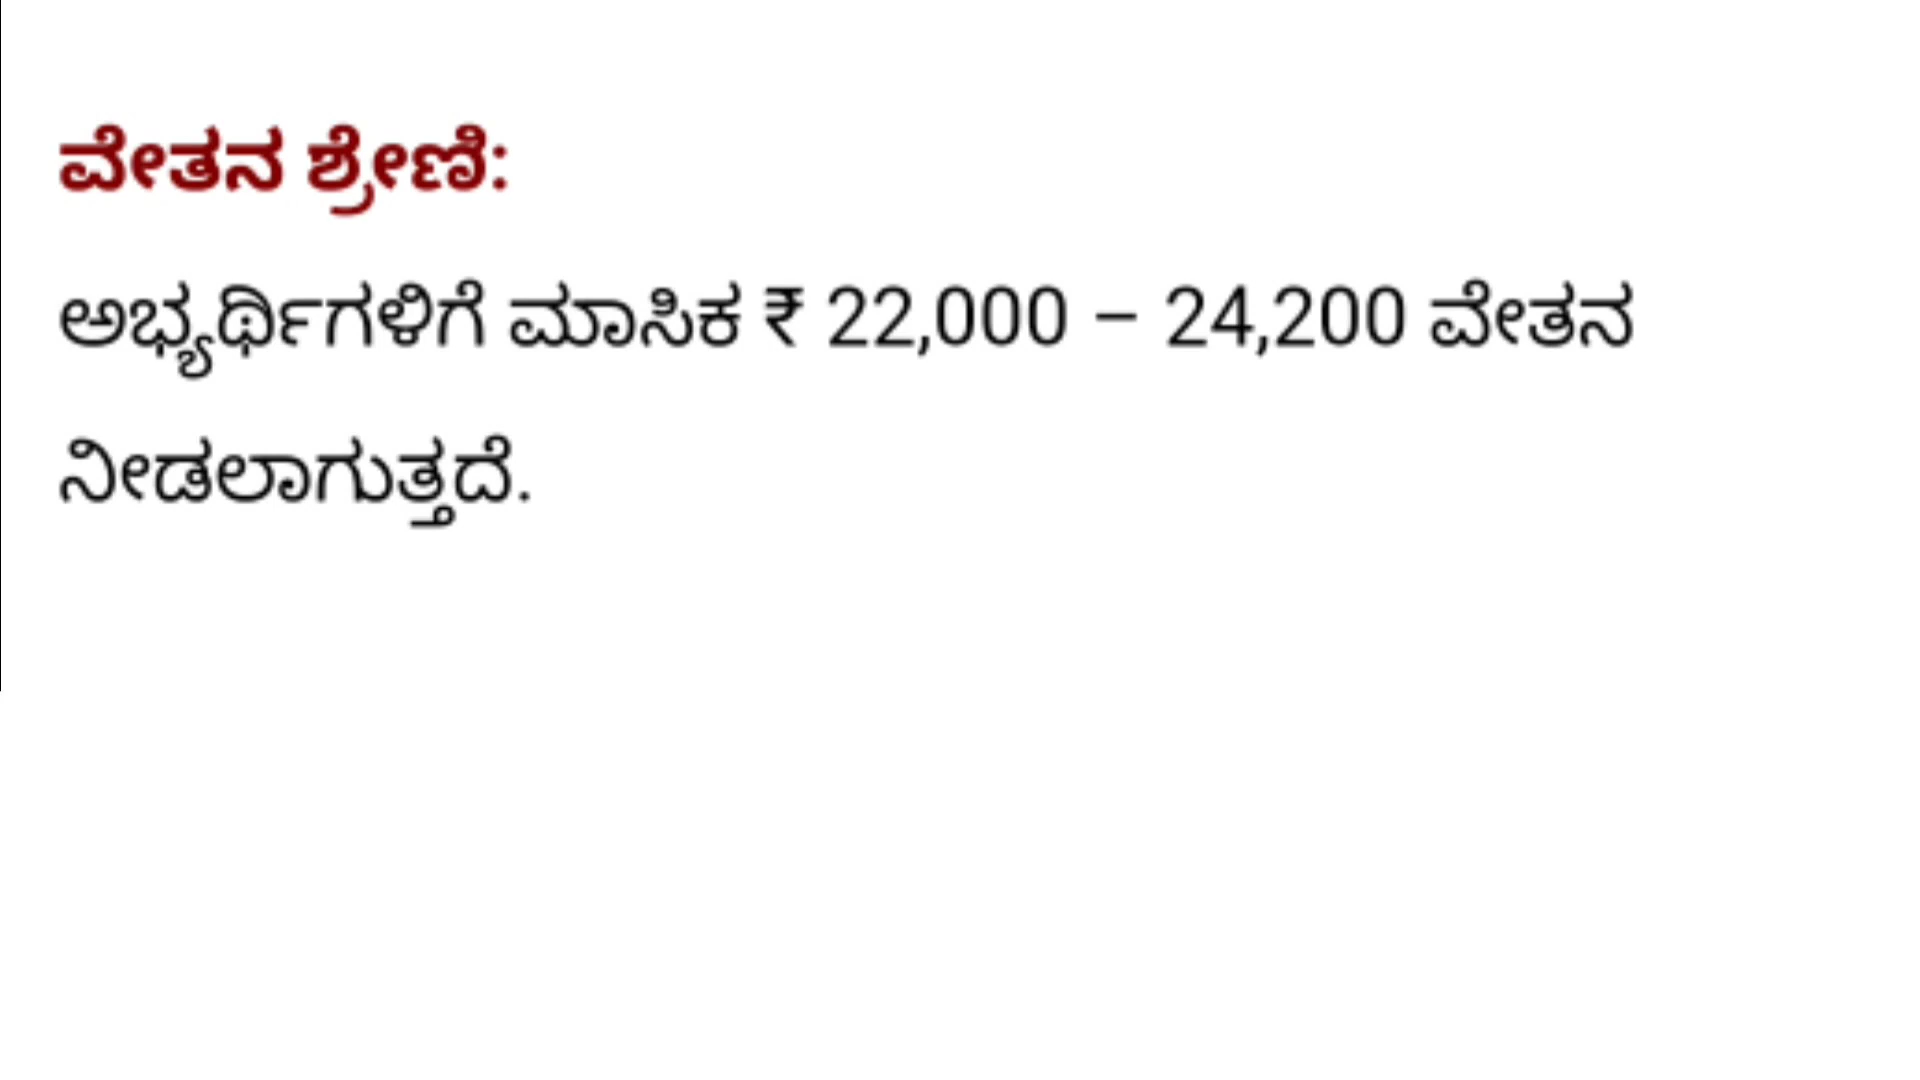 ವೇತನ ಶ್ರೇಣಿ:
ಅಭ್ಯರ್ಥಿಗಳಿಗೆ ಮಾಸಿಕ ₹ 22,000 – 24,200 ವೇತನ
ನೀಡಲಾಗುತ್ತದೆ.